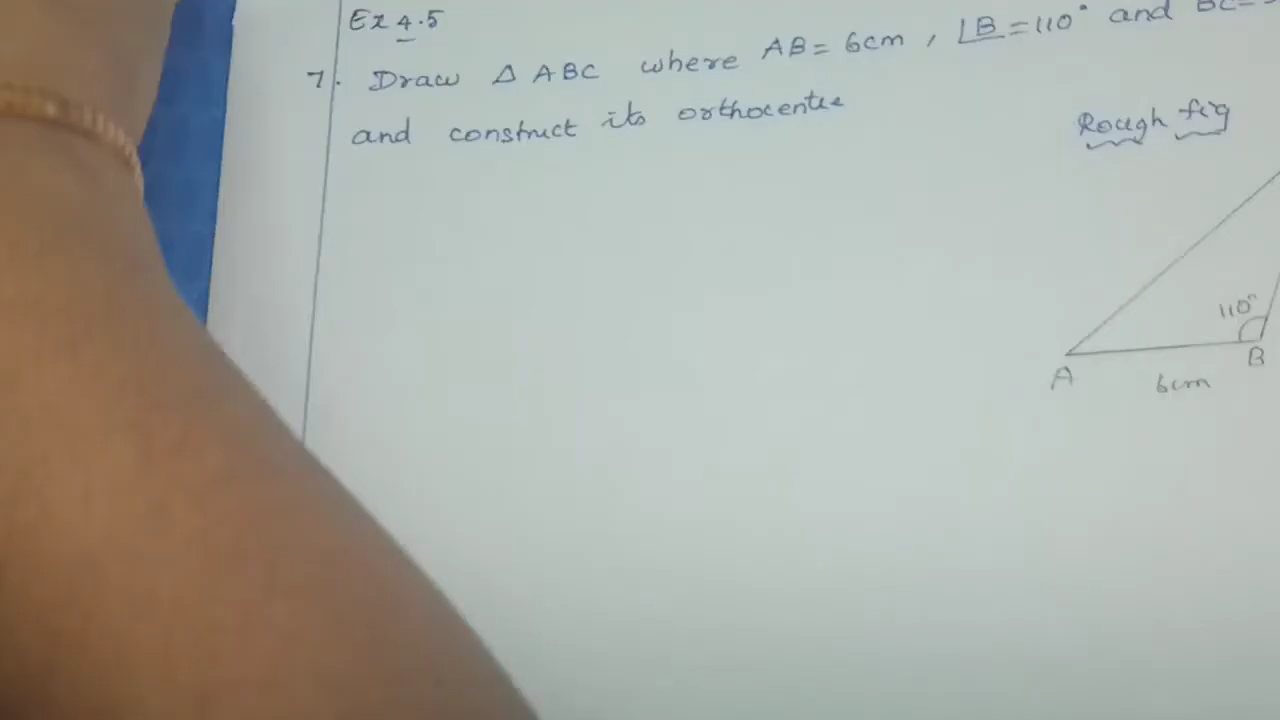 Ex 4.5
7. Draw Δ ABC where AB = 6cm, ∠B = 110° and BC =
and construct its orthocentre
Rough fig
110°
A
B
6cm